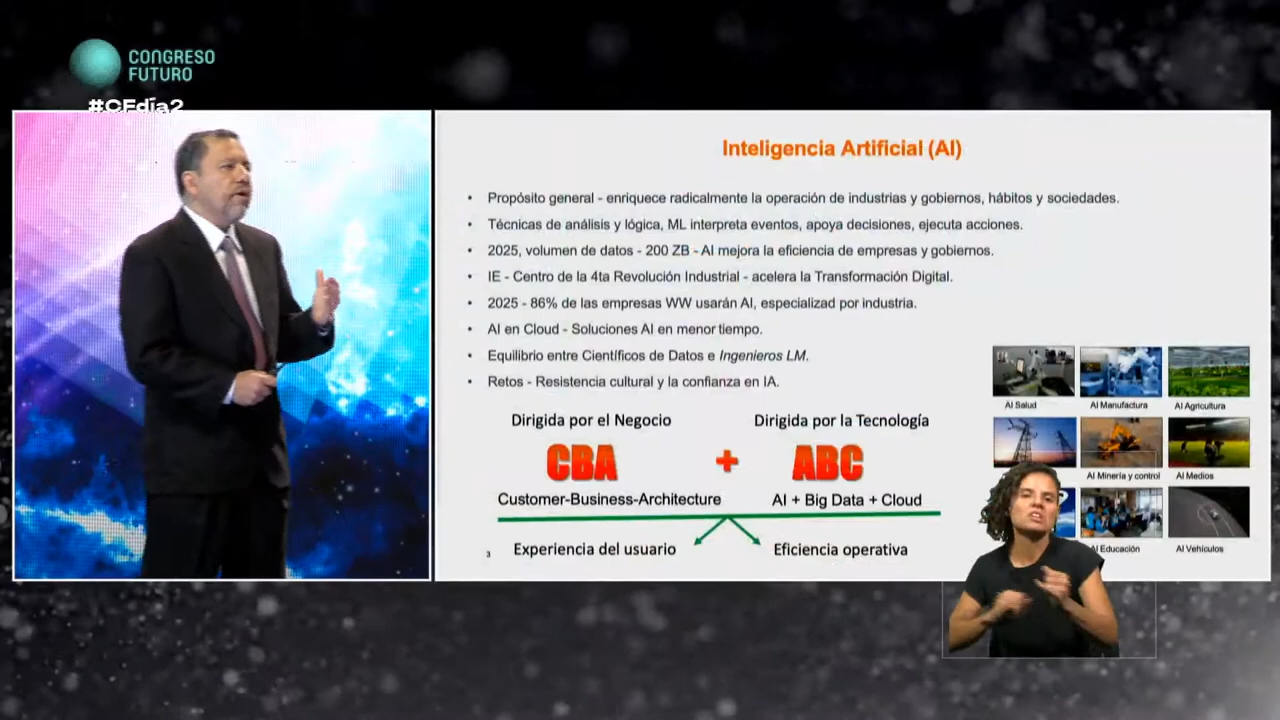 CONGRESO
FUTURO
#CFdía2
Inteligencia Artificial (AI)
• Propósito general - enriquece radicalmente la operación de industrias y gobiernos, hábitos y sociedades.
• Técnicas de análisis y lógica, ML interpreta eventos, apoya decisiones, ejecuta acciones.
• 2025, volumen de datos - 200 ZB - AI mejora la eficiencia de empresas y gobiernos.
• IE - Centro de la 4ta Revolución Industrial - acelera la Transformación Digital.
• 2025 - 86% de las empresas WW usarán AI, especializad por industria.
• AI en Cloud - Soluciones AI en menor tiempo.
• Equilibrio entre Científicos de Datos e Ingenieros LM.
• Retos - Resistencia cultural y la confianza en IA.
AI Salud AI Manufactura AI Agricultura
AI Minería y control AI Medios
AI Educación AI Vehículos
Dirigida por el Negocio Dirigida por la Tecnología
CBA + ABC
Customer-Business-Architecture AI + Big Data + Cloud
3 Experiencia del usuario Eficiencia operativa